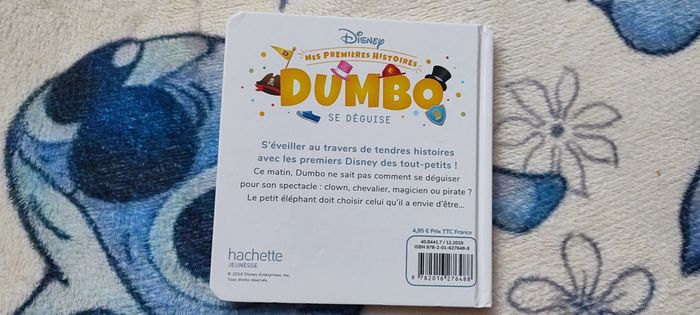 Disney
MES PREMIÈRES HISTOIRES
DUMBO
SE DÉGUISE
S'éveiller au travers de tendres histoires
avec les premiers Disney des tout-petits !
Ce matin, Dumbo ne sait pas comment se déguiser
pour son spectacle : clown, chevalier, magicien ou pirate ?
Le petit éléphant doit choisir celui qu'il a envie d'être...
4,95 € Prix TTC France
40.8441.7 / 12.2019
ISBN 978-2-01-627648-8
9 782016 276488
hachette
JEUNESSE
© 2019 Disney Enterprises, Inc.
Tous droits réservés.